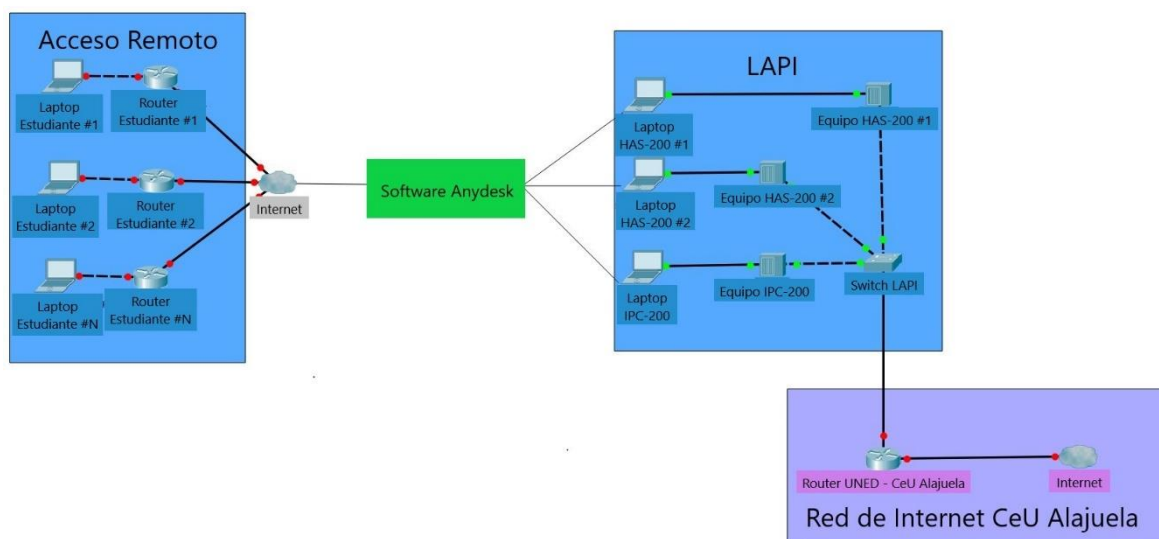 Acceso Remoto
Laptop
Estudiante #1
Router
Estudiante #1
Laptop
Estudiante #2
Router
Estudiante #2
Laptop
Estudiante #N
Router
Estudiante #N
Internet
Software Anydesk
LAPI
Laptop
HAS-200 #1
Equipo HAS-200 #1
Laptop
HAS-200 #2
Equipo HAS-200 #2
Laptop
IPC-200
Equipo IPC-200
Switch LAPI
Router UNED - CeU Alajuela
Internet
Red de Internet CeU Alajuela